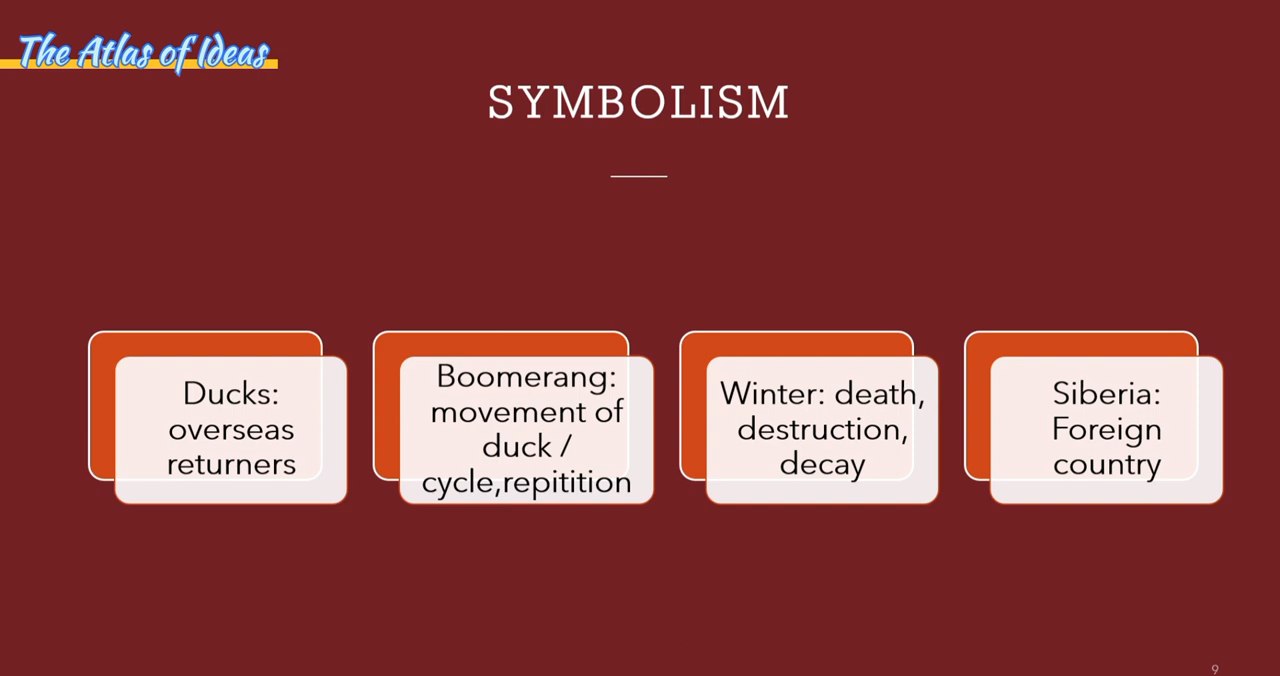 The Atlas of Ideas
SYMBOLISM
Ducks:
overseas
returners
Boomerang:
movement of
duck /
cycle,repitition
Winter: death,
destruction,
decay
Siberia:
Foreign
country
9